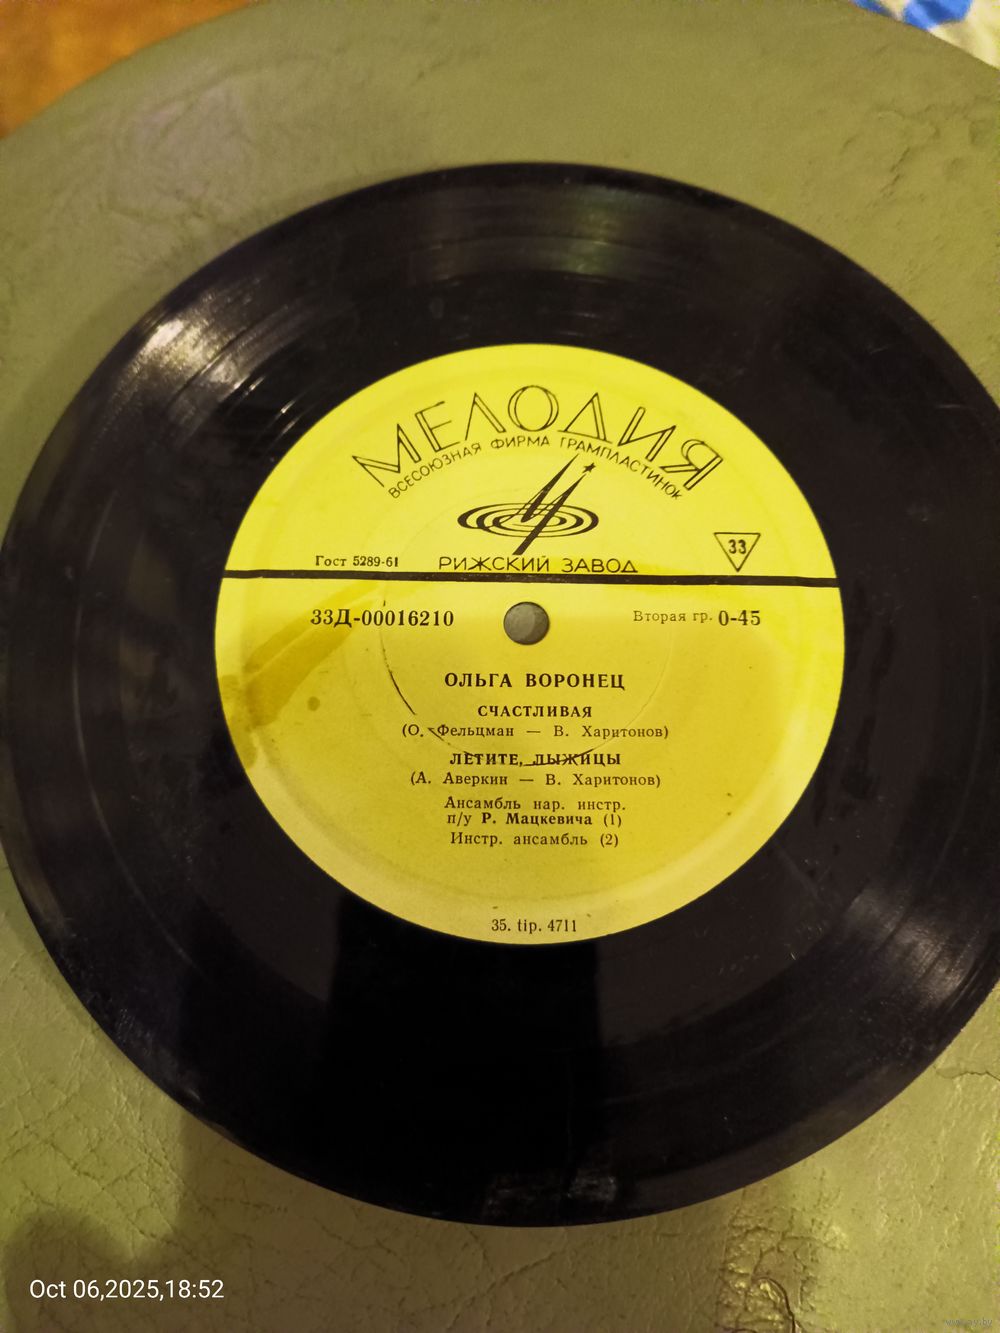 МЕЛОДИЯ
ВСЕСОЮЗНАЯ ФИРМА ГРАМПЛАСТИНОК
33
Гост 5289-61
РИЖСКИЙ ЗАВОД
33Д-00016210
Вторая гр. 0-45
ОЛЬГА ВОРОНЕЦ
СЧАСТЛИВАЯ
(О. Фельцман — В. Харитонов)
ЛЕТИТЕ, ЛЫЖИЦЫ
(А. Аверкин — В. Харитонов)
Ансамбль нар. инстр.
п/у Р. Мацкевича (1)
Инстр. ансамбль (2)
35. tip. 4711
Oct 06,2025,18:52